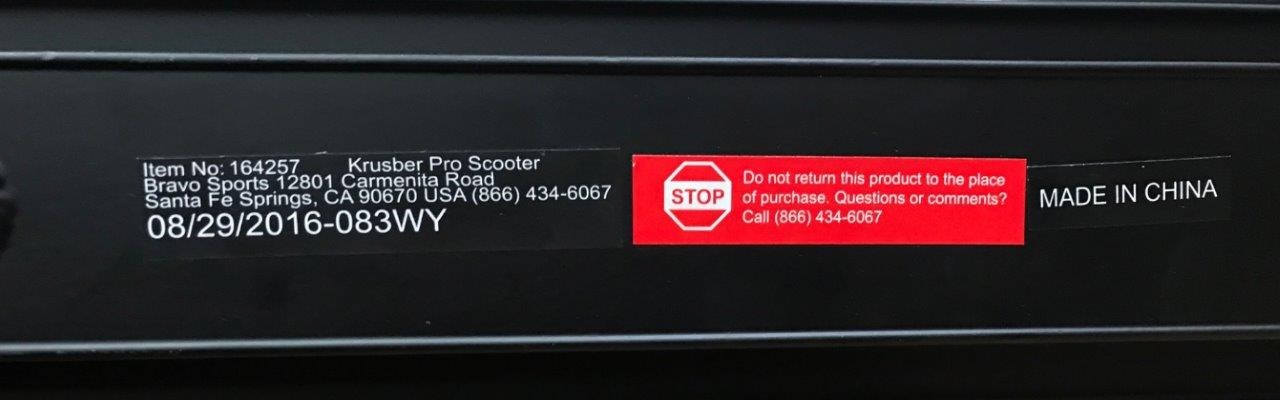 Item No: 164257 Krusber Pro Scooter
Bravo Sports 12801 Carmenita Road
Santa Fe Springs, CA 90670 USA (866) 434-6067
08/29/2016-083WY
STOP
Do not return this product to the place
of purchase. Questions or comments?
Call (866) 434-6067
MADE IN CHINA